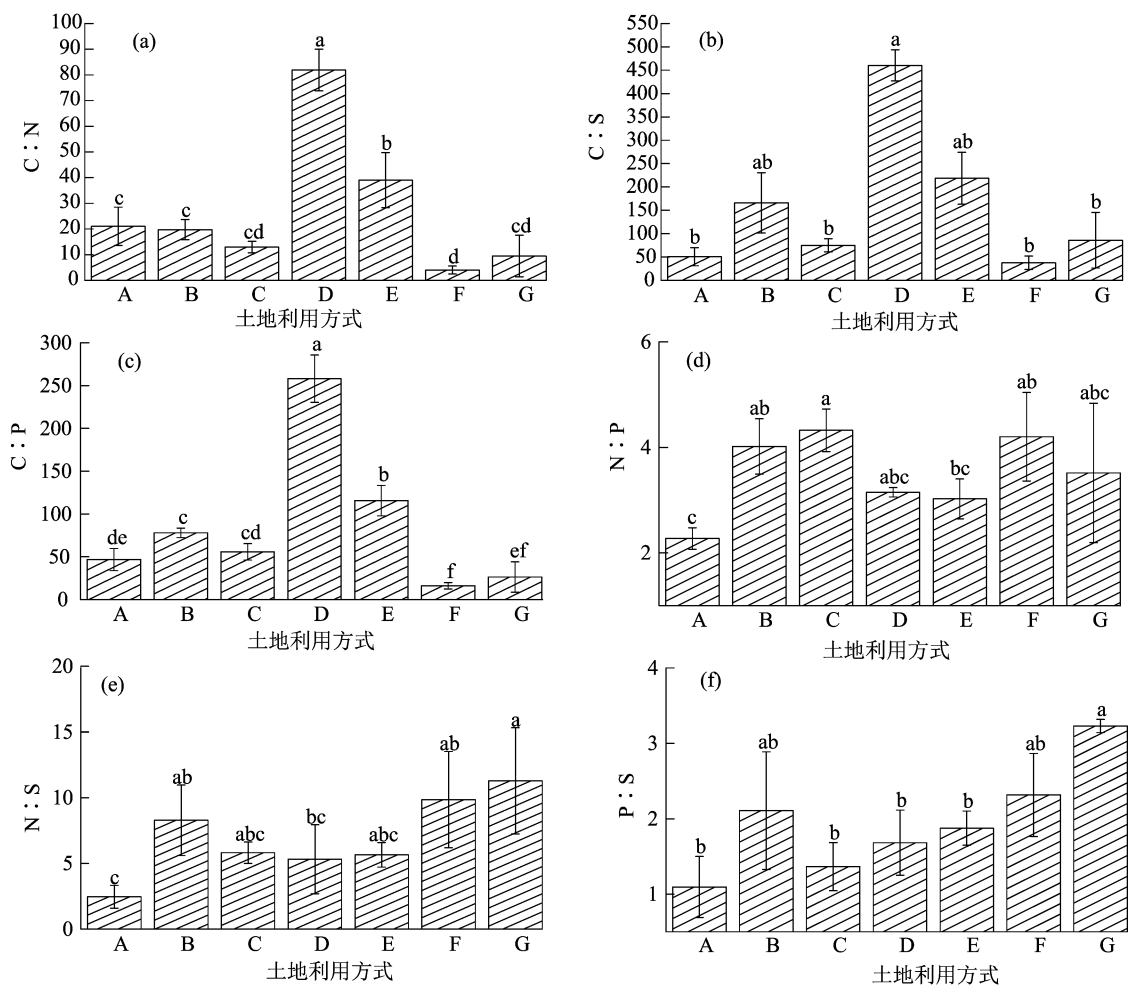 (a)
C:N
100
90
80
70
60
50
40
30
20
10
0
c
c
cd
a
b
d
cd
A B C D E F G
土地利用方式
(b)
C:S
550
500
450
400
350
300
250
200
150
100
50
0
b
ab
b
a
ab
b
b
A B C D E F G
土地利用方式
(c)
C:P
300
250
200
150
100
50
0
de
c
cd
a
b
f
ef
A B C D E F G
土地利用方式
(d)
N:P
6
4
2
c
ab
a
abc
bc
ab
abc
A B C D E F G
土地利用方式
(e)
N:S
20
15
10
5
0
c
ab
abc
bc
abc
ab
a
A B C D E F G
土地利用方式
(f)
P:S
4
3
2
1
b
ab
b
b
b
ab
a
A B C D E F G
土地利用方式